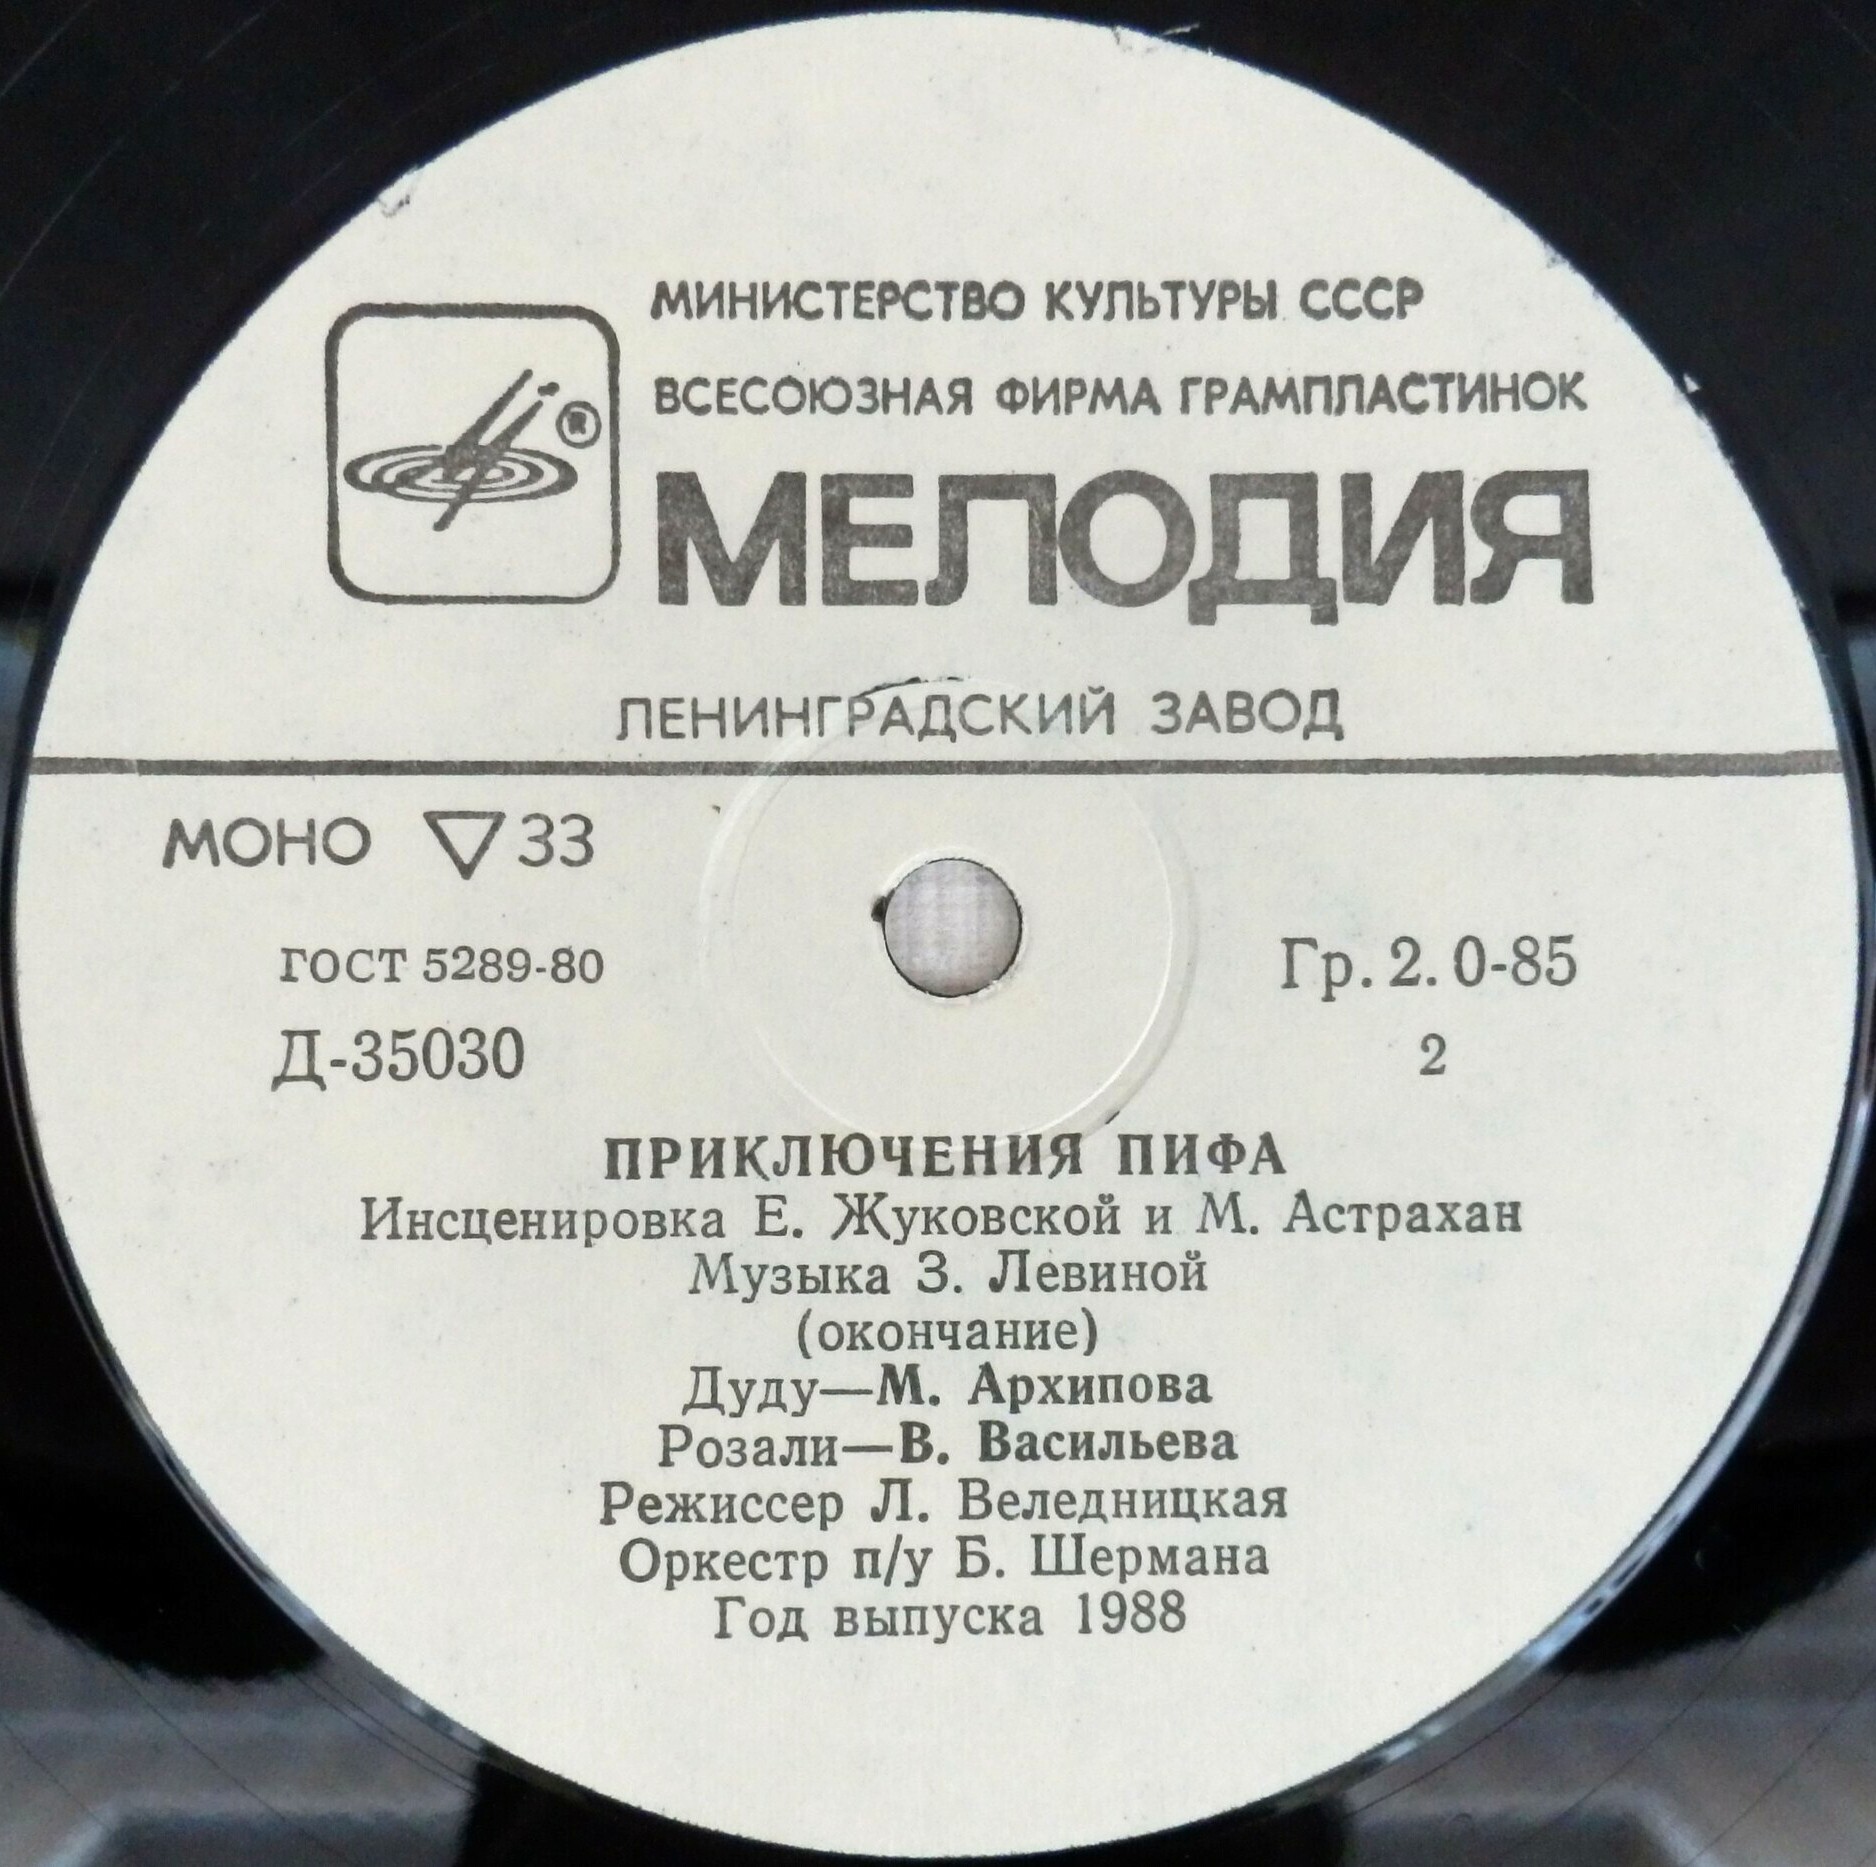 МИНИСТЕРСТВО КУЛЬТУРЫ СССР
ВСЕСОЮЗНАЯ ФИРМА ГРАМПЛАСТИНОК
®
МЕЛОДИЯ
ЛЕНИНГРАДСКИЙ ЗАВОД
МОНО ▽33
ГОСТ 5289-80
Гр. 2. 0-85
Д-35030
2
ПРИКЛЮЧЕНИЯ ПИФА
Инсценировка Е. Жуковской и М. Астрахан
Музыка З. Левиной
(окончание)
Дуду—М. Архипова
Розали—В. Васильева
Режиссер Л. Веледницкая
Оркестр п/у Б. Шермана
Год выпуска 1988